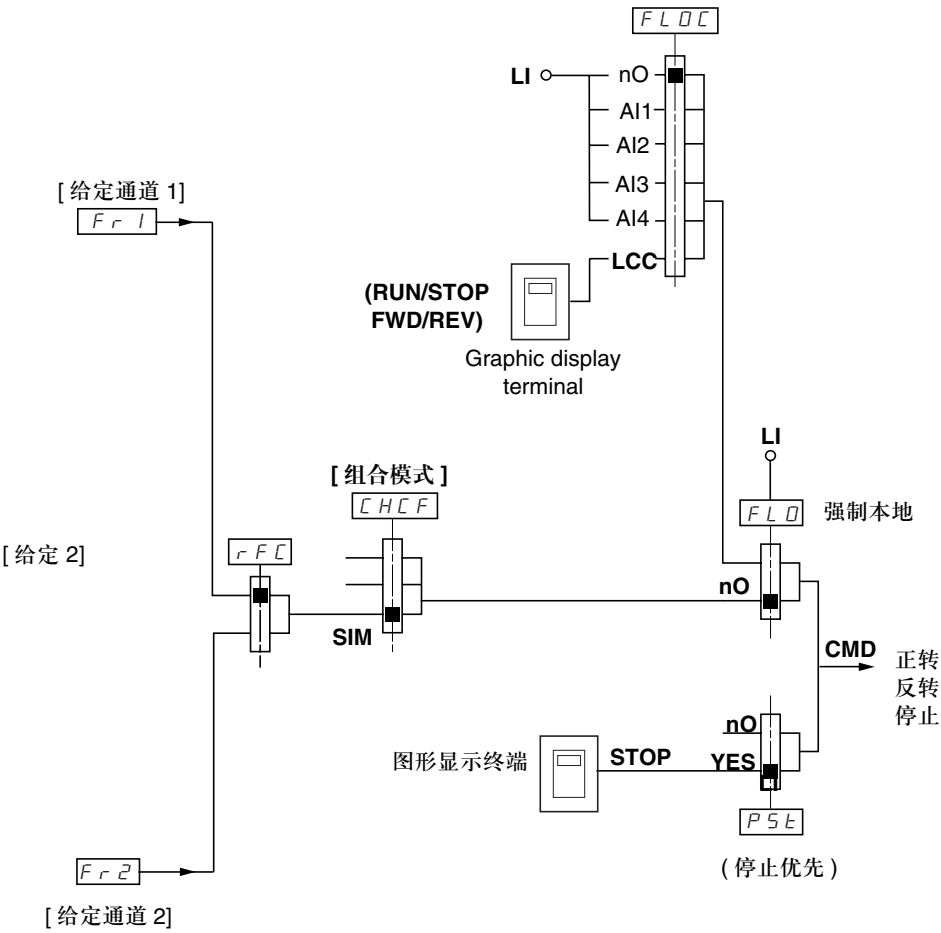 FLOC
LI
nO
AI1
AI2
AI3
AI4
LCC
[ 给定通道 1]
Fr1
(RUN/STOP
FWD/REV)
Graphic display
terminal
LI
[ 组合模式 ]
CHCF
FLO
强制本地
[ 给定 2]
rFC
nO
SIM
CMD
正转
反转
停止
nO
图形显示终端
STOP
YES
PSt
( 停止优先 )
Fr2
[ 给定通道 2]